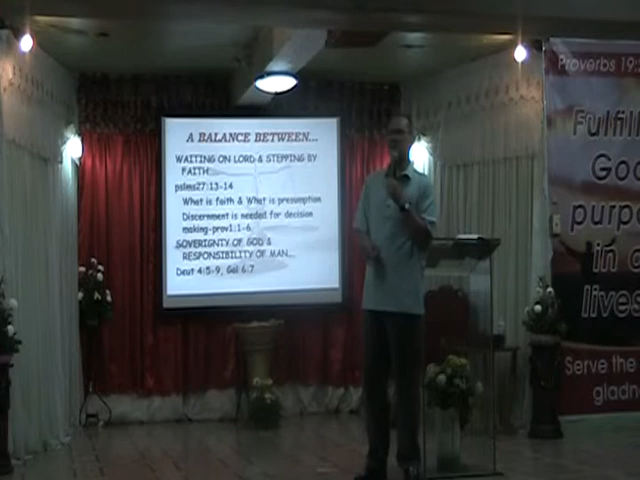 A BALANCE BETWEEN...
WAITING ON LORD & STEPPING BY
FAITH...
pslms27:13-14
What is faith & What is presumption
Discernment is needed for decision
making-prov1:1-6
SOVERIGNTY OF GOD &
RESPONSIBILITY OF MAN...
Deut 4:5-9, Gal 6:7
Proverbs 19:
Fulfill
God
purp
in o
lives
Serve the
gladn